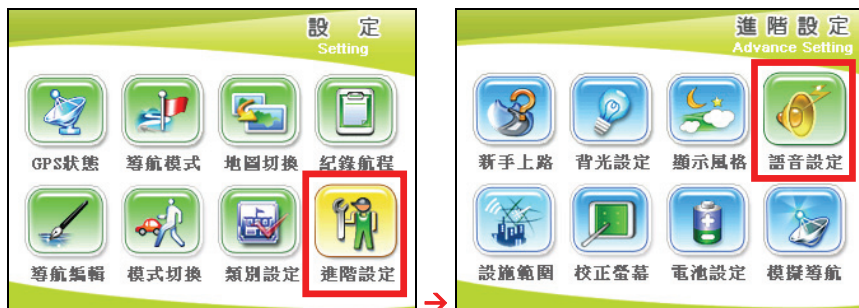 設 定
Setting
GPS狀態 導航模式 地圖切換 紀錄航程
導航編輯 模式切換 類別設定 進階設定
→
進 階 設 定
Advance Setting
新手上路 背光設定 顯示風格 語音設定
設施範圍 校正螢幕 電池設定 模擬導航